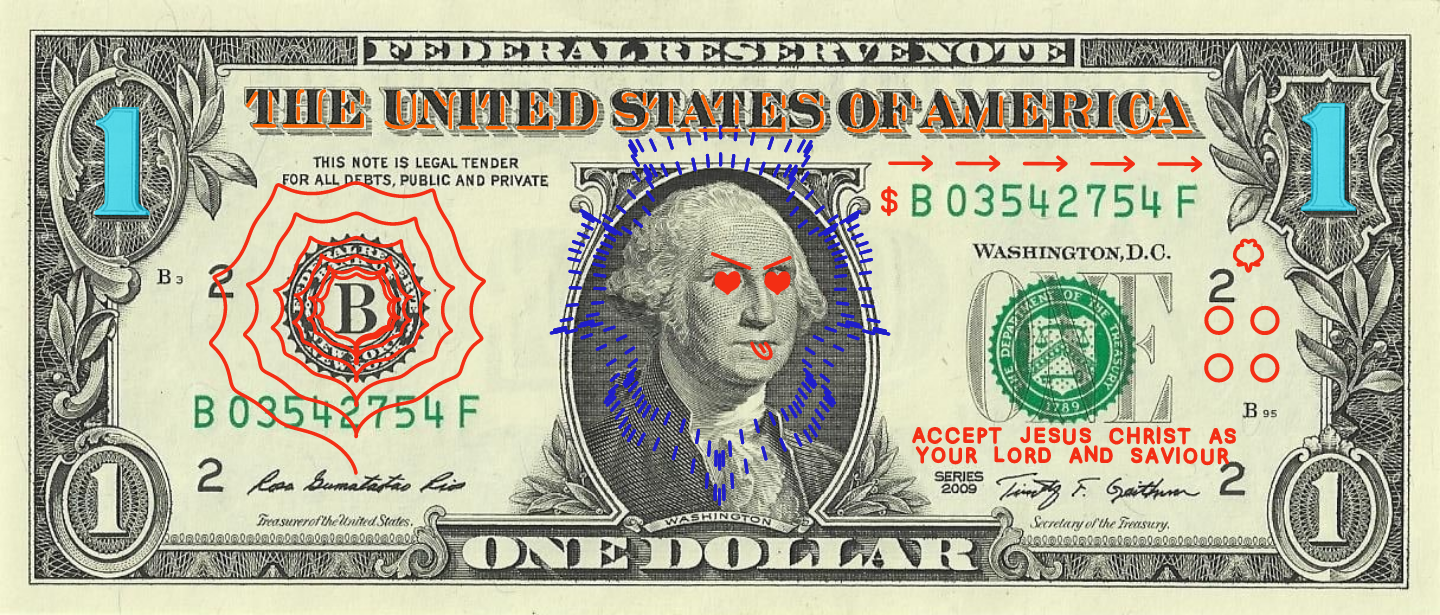 FEDERAL RESERVE NOTE
THE UNITED STATES OF AMERICA
1
1
THIS NOTE IS LEGAL TENDER
FOR ALL DEBTS, PUBLIC AND PRIVATE
$ B 03542754 F
WASHINGTON, D.C.
B 3
2
B
2
ONE
THE DEPARTMENT OF THE TREASURY
1789
B 03542754 F
B 95
ACCEPT JESUS CHRIST AS
YOUR LORD AND SAVIOUR
2
Rosa Gumataotao Rios
SERIES
2009
Timothy F. Geithner
2
1
Treasurer of the United States.
WASHINGTON
Secretary of the Treasury.
1
ONE DOLLAR